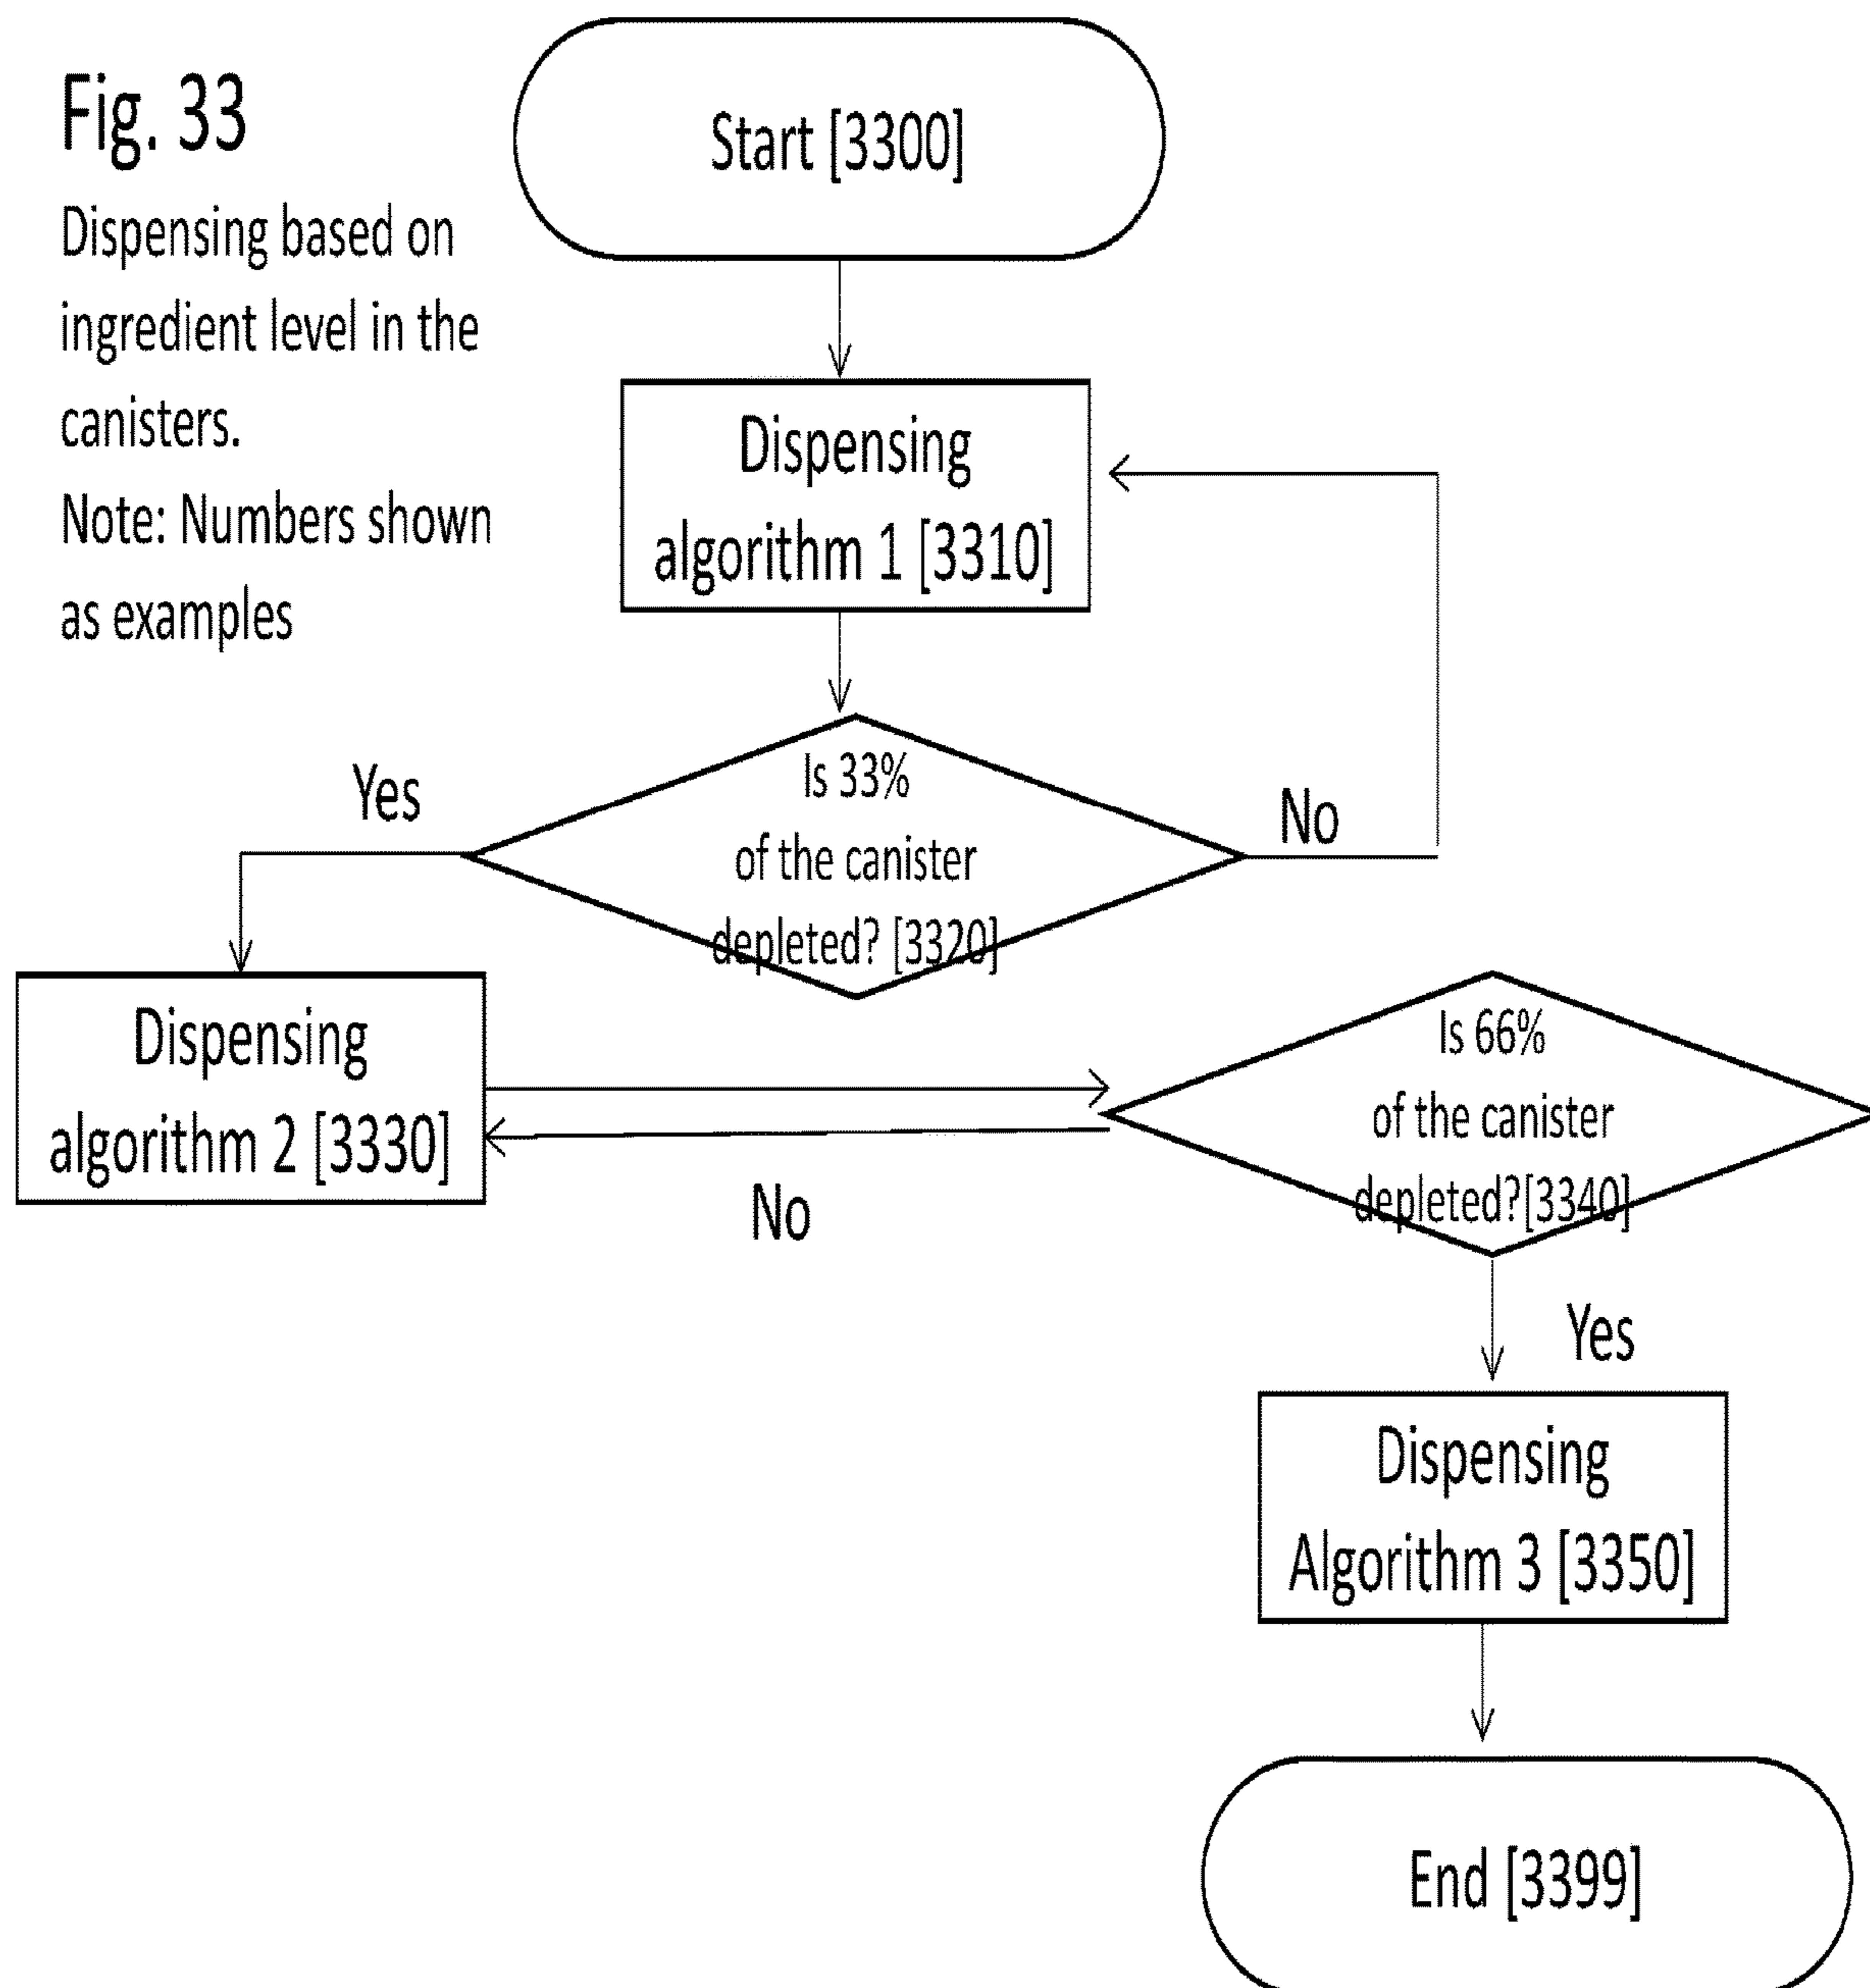 Fig. 33
Dispensing based on
ingredient level in the
canisters.
Note: Numbers shown
as examples
Start [3300]
Dispensing
algorithm 1 [3310]
Is 33%
of the canister
depleted? [3320]
Yes
No
Dispensing
algorithm 2 [3330]
Is 66%
of the canister
depleted?[3340]
No
Yes
Dispensing
Algorithm 3 [3350]
End [3399]